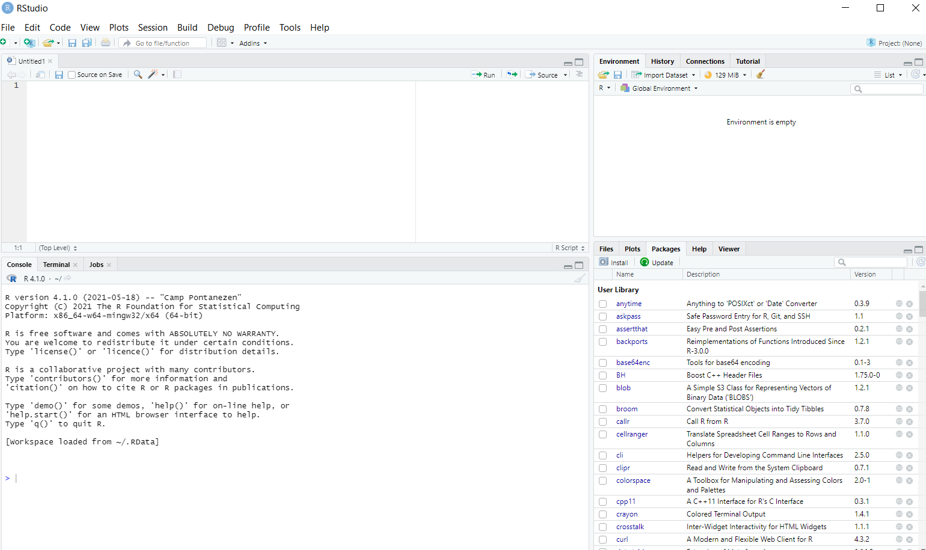 RStudio
File Edit Code View Plots Session Build Debug Profile Tools Help
Go to file/function Addins
Project: (None)
Untitled1
Source on Save Run Source
1
1:1 (Top Level) R Script
Console Terminal Jobs
R 4.1.0 · ~/
R version 4.1.0 (2021-05-18) -- "Camp Pontanezen"
Copyright (C) 2021 The R Foundation for Statistical Computing
Platform: x86_64-w64-mingw32/x64 (64-bit)
R is free software and comes with ABSOLUTELY NO WARRANTY.
You are welcome to redistribute it under certain conditions.
Type 'license()' or 'licence()' for distribution details.
R is a collaborative project with many contributors.
Type 'contributors()' for more information and
'citation()' on how to cite R or R packages in publications.
Type 'demo()' for some demos, 'help()' for on-line help, or
'help.start()' for an HTML browser interface to help.
Type 'q()' to quit R.
[Workspace loaded from ~/.RData]
>
Environment History Connections Tutorial
Import Dataset 129 MiB List
R Global Environment
Environment is empty
Files Plots Packages Help Viewer
Install Update
Name Description Version
User Library
anytime Anything to 'POSIXct' or 'Date' Converter 0.3.9
askpass Safe Password Entry for R, Git, and SSH 1.1
assertthat Easy Pre and Post Assertions 0.2.1
backports Reimplementations of Functions Introduced Since 1.2.1
R-3.0.0
base64enc Tools for base64 encoding 0.1-3
BH Boost C++ Header Files 1.75.0-0
blob A Simple S3 Class for Representing Vectors of 1.2.1
Binary Data ('BLOBS')
broom Convert Statistical Objects into Tidy Tibbles 0.7.8
callr Call R from R 3.7.0
cellranger Translate Spreadsheet Cell Ranges to Rows and 1.1.0
Columns
cli Helpers for Developing Command Line Interfaces 2.5.0
clipr Read and Write from the System Clipboard 0.7.1
colorspace A Toolbox for Manipulating and Assessing Colors 2.0-1
and Palettes
cpp11 A C++11 Interface for R's C Interface 0.3.1
crayon Colored Terminal Output 1.4.1
crosstalk Inter-Widget Interactivity for HTML Widgets 1.1.1
curl A Modern and Flexible Web Client for R 4.3.2